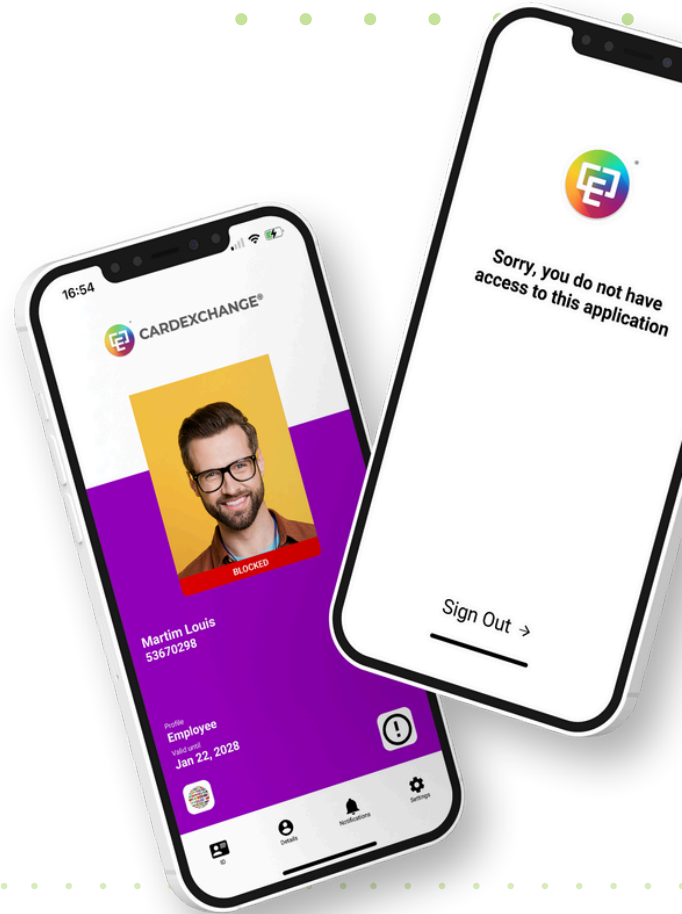 16:54
CARDEXCHANGE®
BLOCKED
Martim Louis
53670298
Profile
Employee
Valid until
Jan 22, 2028
ID
Details
Notifications
Settings
Sorry, you do not have
access to this application
Sign Out →